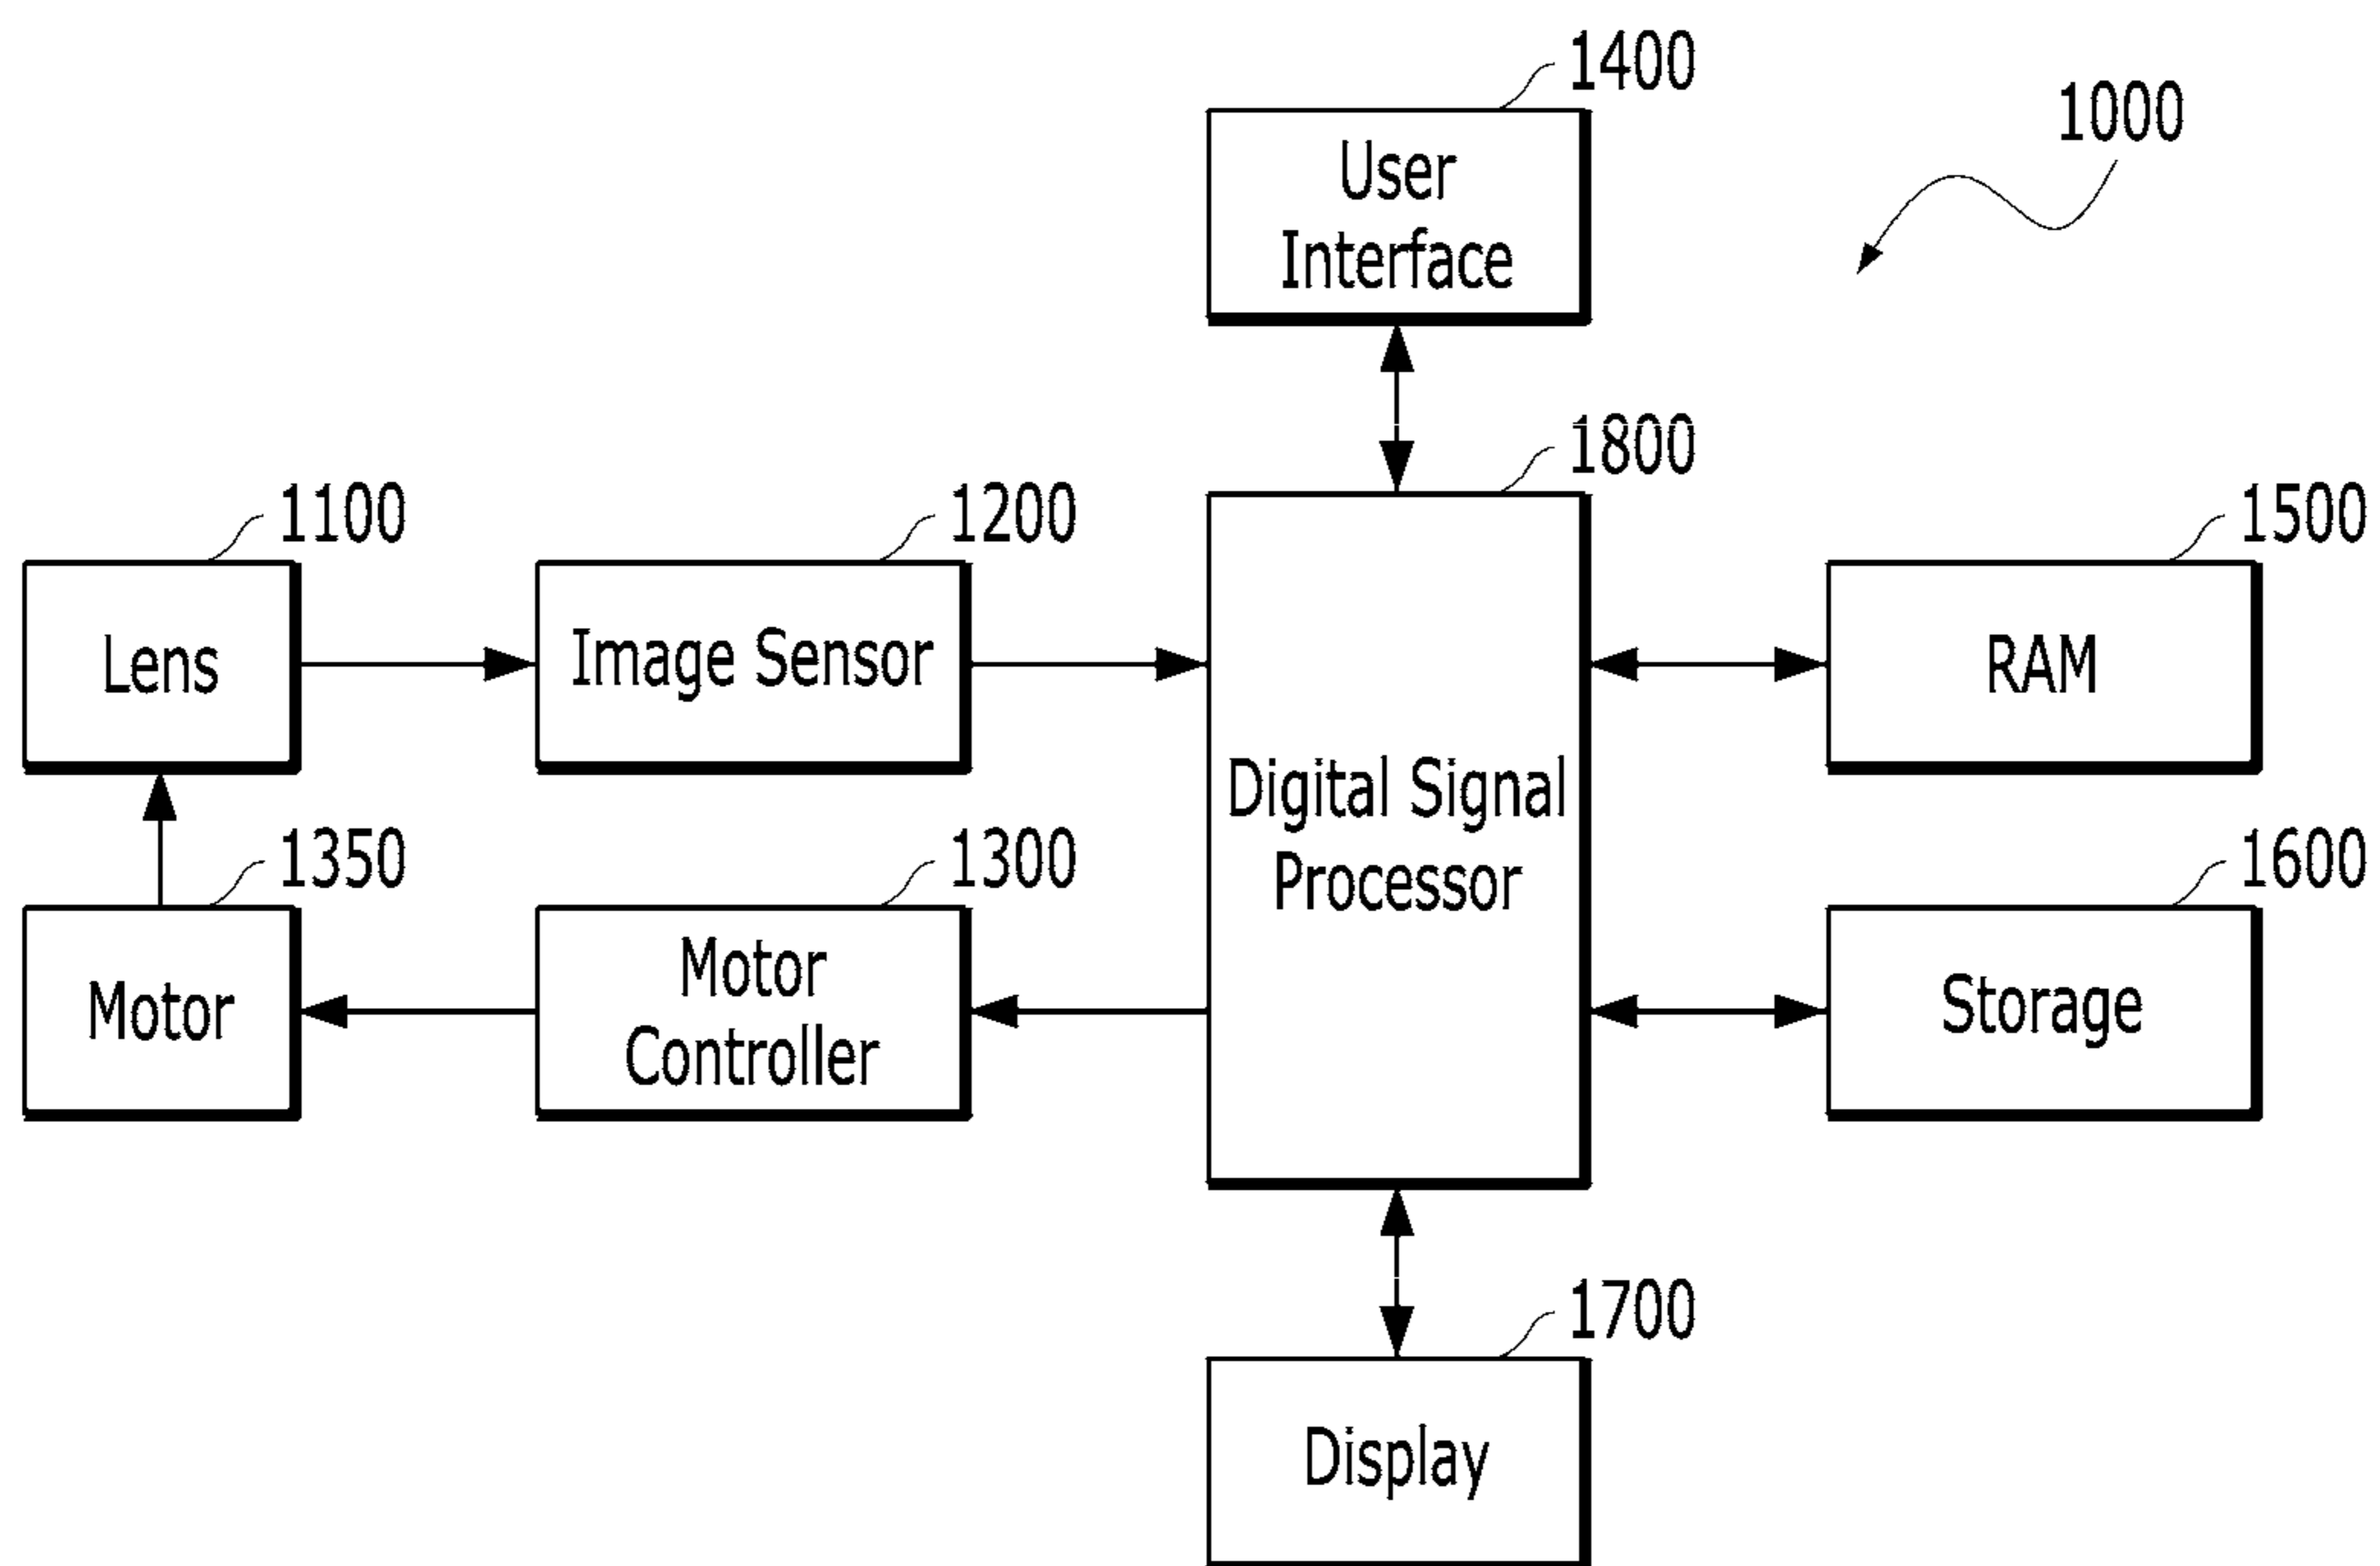 1400
1000
User
Interface
1800
1100
1200
1500
Lens
Image Sensor
RAM
Digital Signal
Processor
1350
1300
1600
Motor
Motor
Controller
Storage
1700
Display